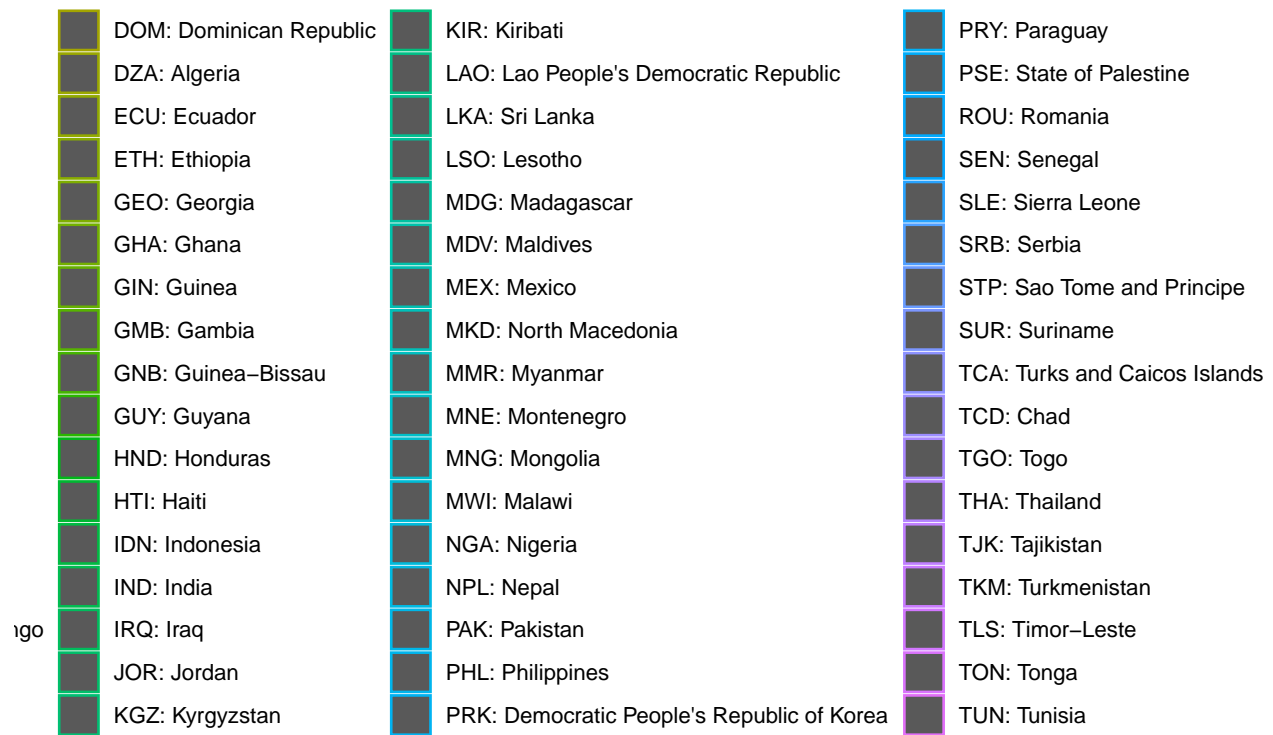 DOM: Dominican Republic
DZA: Algeria
ECU: Ecuador
ETH: Ethiopia
GEO: Georgia
GHA: Ghana
GIN: Guinea
GMB: Gambia
GNB: Guinea−Bissau
GUY: Guyana
HND: Honduras
HTI: Haiti
IDN: Indonesia
IND: India
IRQ: Iraq
JOR: Jordan
KGZ: Kyrgyzstan
KIR: Kiribati
LAO: Lao People's Democratic Republic
LKA: Sri Lanka
LSO: Lesotho
MDG: Madagascar
MDV: Maldives
MEX: Mexico
MKD: North Macedonia
MMR: Myanmar
MNE: Montenegro
MNG: Mongolia
MWI: Malawi
NGA: Nigeria
NPL: Nepal
PAK: Pakistan
PHL: Philippines
PRK: Democratic People's Republic of Korea
PRY: Paraguay
PSE: State of Palestine
ROU: Romania
SEN: Senegal
SLE: Sierra Leone
SRB: Serbia
STP: Sao Tome and Principe
SUR: Suriname
TCA: Turks and Caicos Islands
TCD: Chad
TGO: Togo
THA: Thailand
TJK: Tajikistan
TKM: Turkmenistan
TLS: Timor−Leste
TON: Tonga
TUN: Tunisia